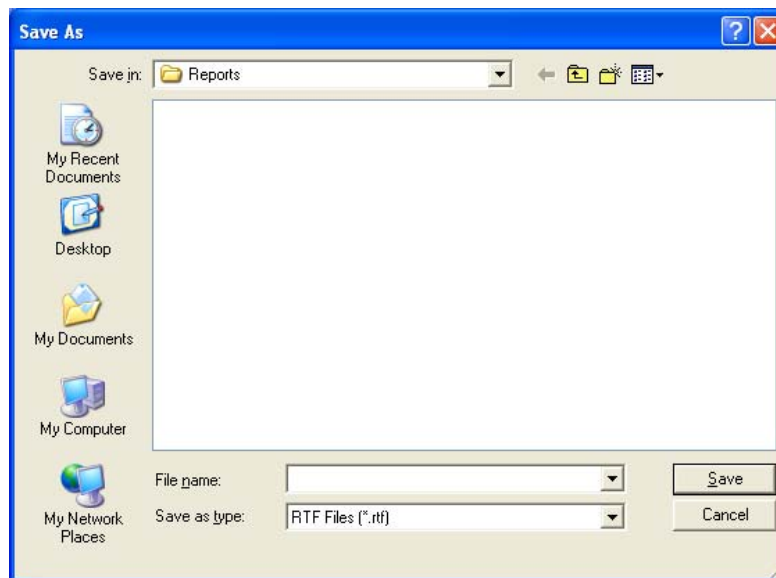 Save As
Save in:
Reports
My Recent
Documents
Desktop
My Documents
My Computer
My Network
Places
File name:
Save
Save as type:
RTF Files (*.rtf)
Cancel